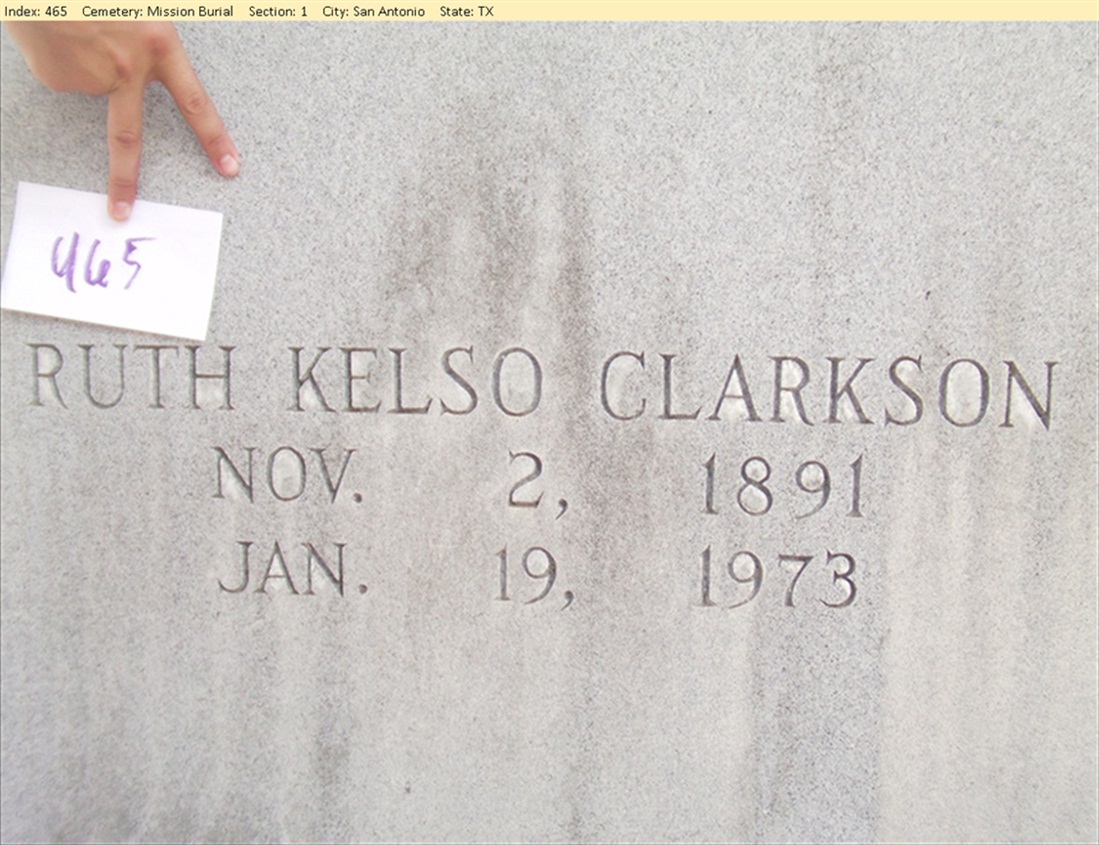 Index: 465 Cemetery: Mission Burial Section: 1 City: San Antonio State: TX
465
RUTH KELSO CLARKSON
NOV. 2, 1891
JAN. 19, 1973